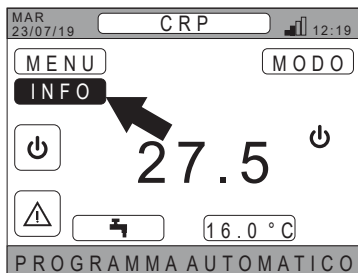 MAR
23/07/19
CRP
12:19
MENU
MODO
INFO
27.5
16.0 °C
PROGRAMMA AUTOMATICO